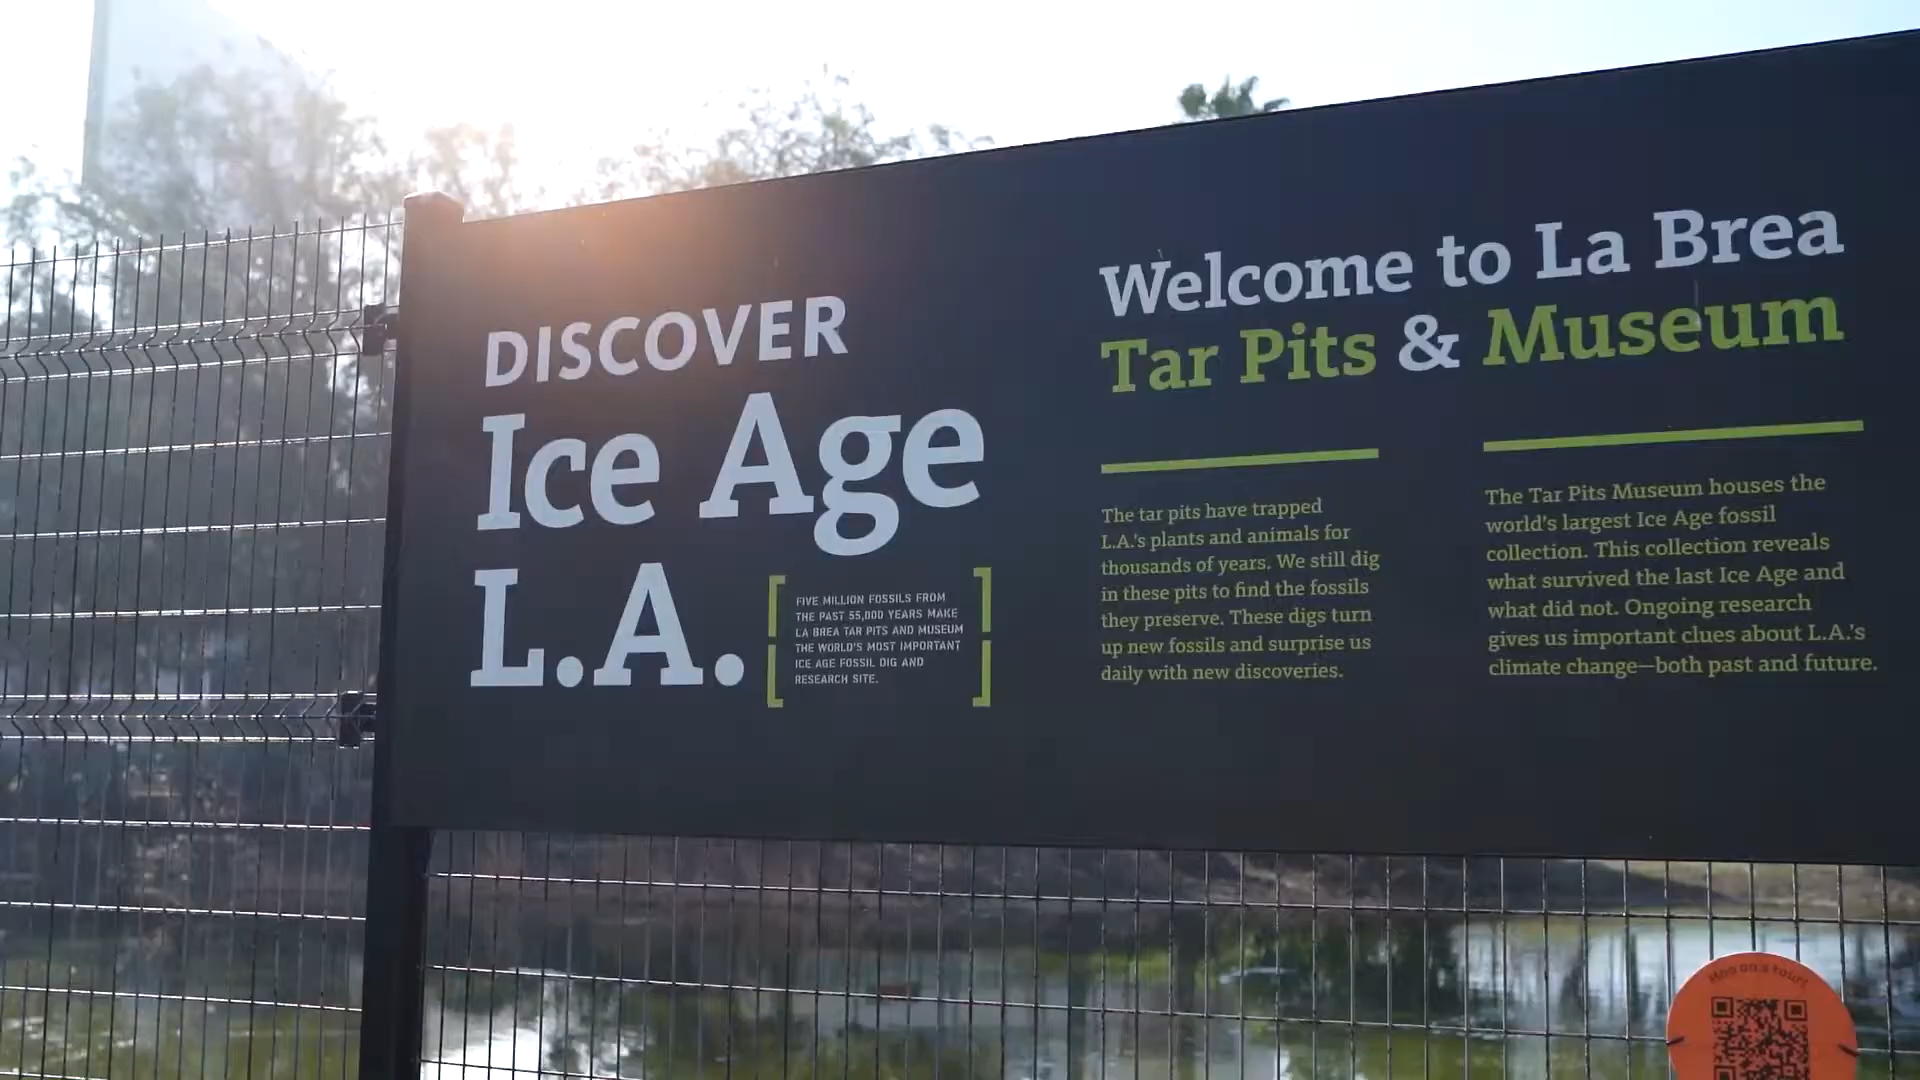 DISCOVER
Ice Age
L.A.
FIVE MILLION FOSSILS FROM
THE PAST 55,000 YEARS MAKE
LA BREA TAR PITS AND MUSEUM
THE WORLD'S MOST IMPORTANT
ICE AGE FOSSIL DIG AND
RESEARCH SITE.
Welcome to La Brea
Tar Pits & Museum
The tar pits have trapped
L.A.'s plants and animals for
thousands of years. We still dig
in these pits to find the fossils
they preserve. These digs turn
up new fossils and surprise us
daily with new discoveries.
The Tar Pits Museum houses the
world's largest Ice Age fossil
collection. This collection reveals
what survived the last Ice Age and
what did not. Ongoing research
gives us important clues about L.A.'s
climate change—both past and future.
Hop on a tour!